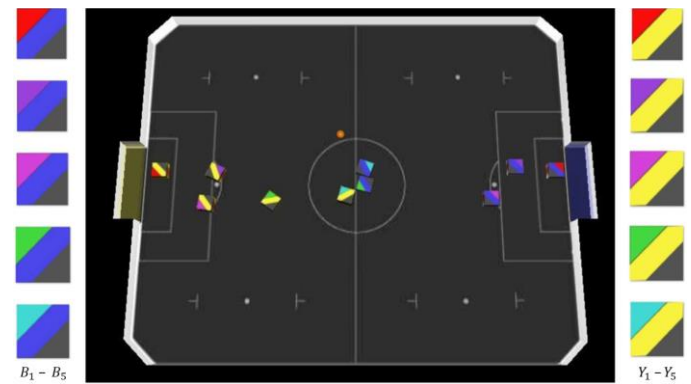 B₁ – B₅
Y₁ – Y₅